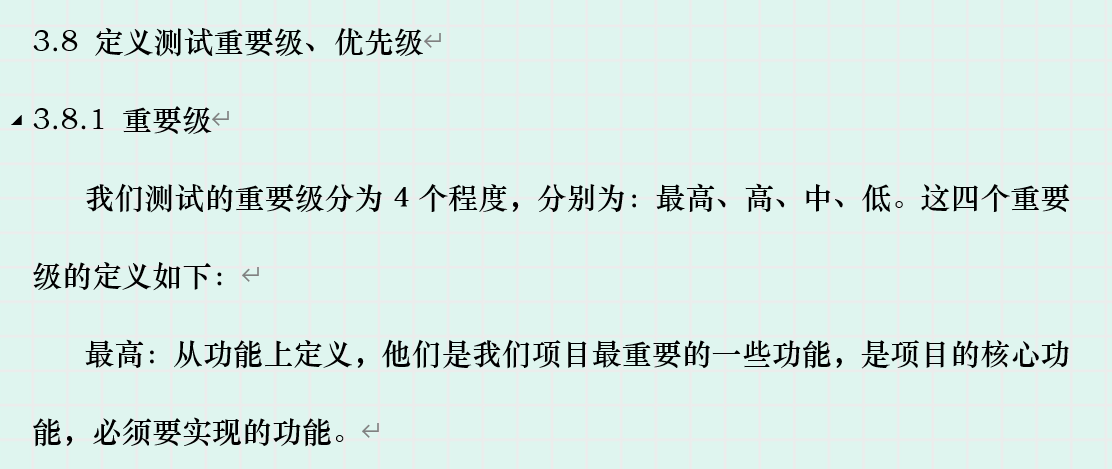 3.8 定义测试重要级、优先级
3.8.1 重要级
我们测试的重要级分为 4 个程度，分别为：最高、高、中、低。这四个重要
级的定义如下：
最高：从功能上定义，他们是我们项目最重要的一些功能，是项目的核心功
能，必须要实现的功能。